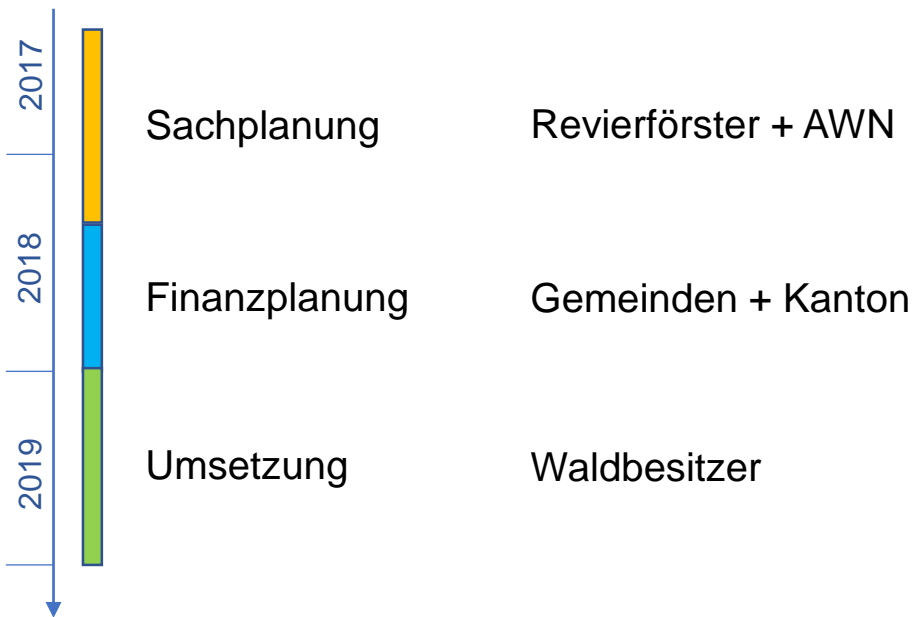 2017
Sachplanung
Revierförster + AWN
2018
Finanzplanung
Gemeinden + Kanton
2019
Umsetzung
Waldbesitzer